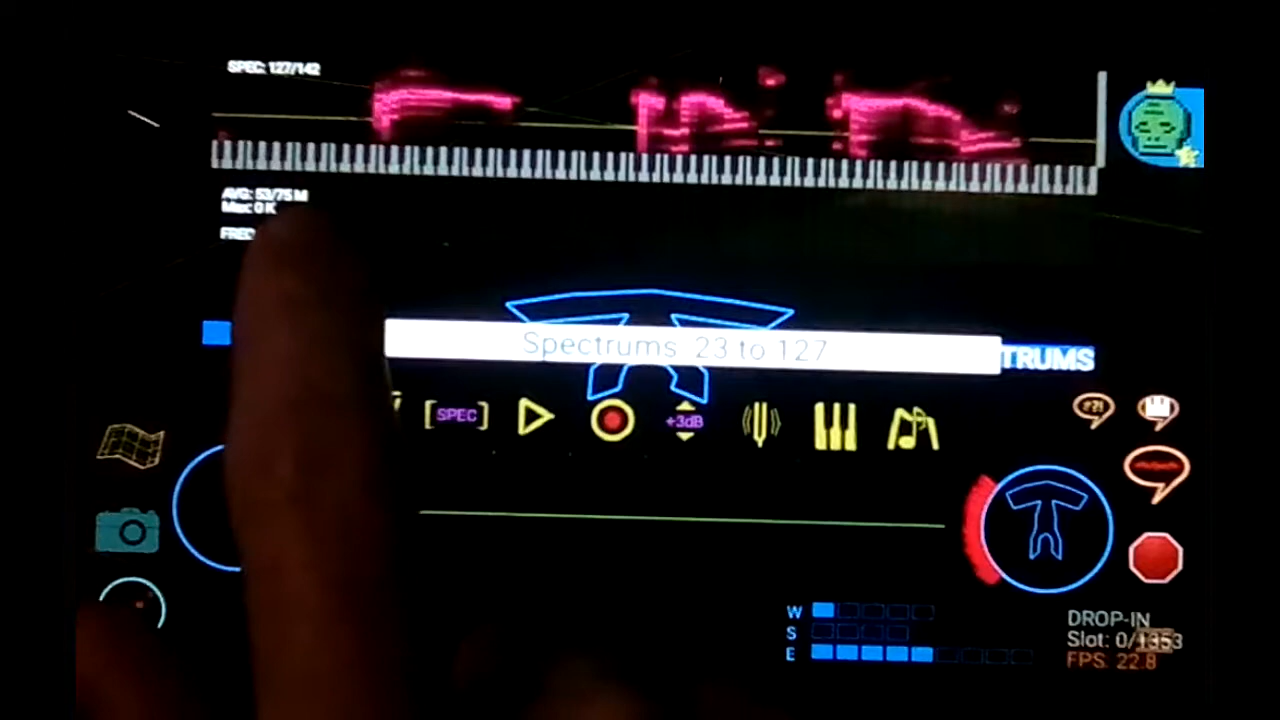 SPEC: 127/142
AVG: 53/75 M
Max: 0 K
Spectrums 23 to 127
TRUMS
[SPEC]
+3dB
#?!
W
S
E
DROP-IN
Slot: 0/1353
FPS: 22.8